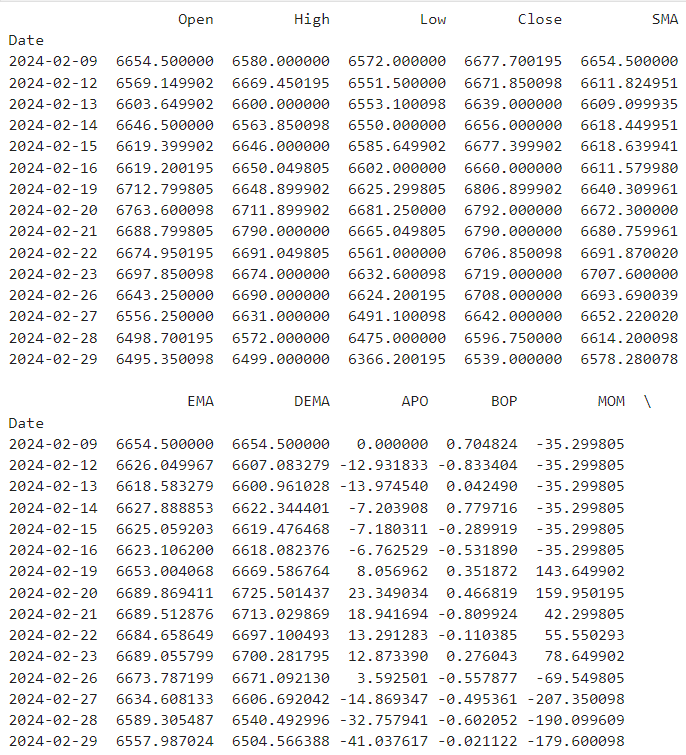 Open High Low Close SMA
Date
2024-02-09 6654.500000 6580.000000 6572.000000 6677.700195 6654.500000
2024-02-12 6569.149902 6669.450195 6551.500000 6671.850098 6611.824951
2024-02-13 6603.649902 6600.000000 6553.100098 6639.000000 6609.099935
2024-02-14 6646.500000 6563.850098 6550.000000 6656.000000 6618.449951
2024-02-15 6619.399902 6646.000000 6585.649902 6677.399902 6618.639941
2024-02-16 6619.200195 6650.049805 6602.000000 6660.000000 6611.579980
2024-02-19 6712.799805 6648.899902 6625.299805 6806.899902 6640.309961
2024-02-20 6763.600098 6711.899902 6681.250000 6792.000000 6672.300000
2024-02-21 6688.799805 6790.000000 6665.049805 6790.000000 6680.759961
2024-02-22 6674.950195 6691.049805 6561.000000 6706.850098 6691.870020
2024-02-23 6697.850098 6674.000000 6632.600098 6719.000000 6707.600000
2024-02-26 6643.250000 6690.000000 6624.200195 6708.000000 6693.690039
2024-02-27 6556.250000 6631.000000 6491.100098 6642.000000 6652.220020
2024-02-28 6498.700195 6572.000000 6475.000000 6596.750000 6614.200098
2024-02-29 6495.350098 6499.000000 6366.200195 6539.000000 6578.280078
EMA DEMA APO BOP MOM \
Date
2024-02-09 6654.500000 6654.500000 0.000000 0.704824 -35.299805
2024-02-12 6626.049967 6607.083279 -12.931833 -0.833404 -35.299805
2024-02-13 6618.583279 6600.961028 -13.974540 0.042490 -35.299805
2024-02-14 6627.888853 6622.344401 -7.203908 0.779716 -35.299805
2024-02-15 6625.059203 6619.476468 -7.180311 -0.289919 -35.299805
2024-02-16 6623.106200 6618.082376 -6.762529 -0.531890 -35.299805
2024-02-19 6653.004068 6669.586764 8.056962 0.351872 143.649902
2024-02-20 6689.869411 6725.501437 23.349034 0.466819 159.950195
2024-02-21 6689.512876 6713.029869 18.941694 -0.809924 42.299805
2024-02-22 6684.658649 6697.100493 13.291283 -0.110385 55.550293
2024-02-23 6689.055799 6700.281795 12.873390 0.276043 78.649902
2024-02-26 6673.787199 6671.092130 3.592501 -0.557877 -69.549805
2024-02-27 6634.608133 6606.692042 -14.869347 -0.495361 -207.350098
2024-02-28 6589.305487 6540.492996 -32.757941 -0.602052 -190.099609
2024-02-29 6557.987024 6504.566388 -41.037617 -0.021122 -179.600098